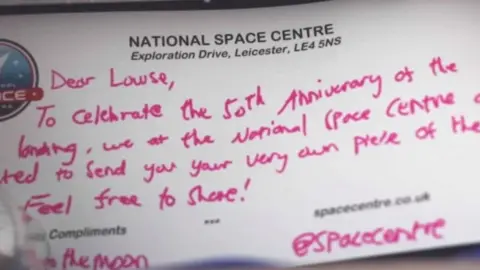 NATIONAL SPACE CENTRE
Exploration Drive, Leicester, LE4 5NS
Dear Louise,
To celebrate the 50th Anniversary of the
landing, we at the National Space Centre
to send you your very own piece of the
Feel free to share!
spacecentre.co.uk
Compliments
the moon
@spacecentre